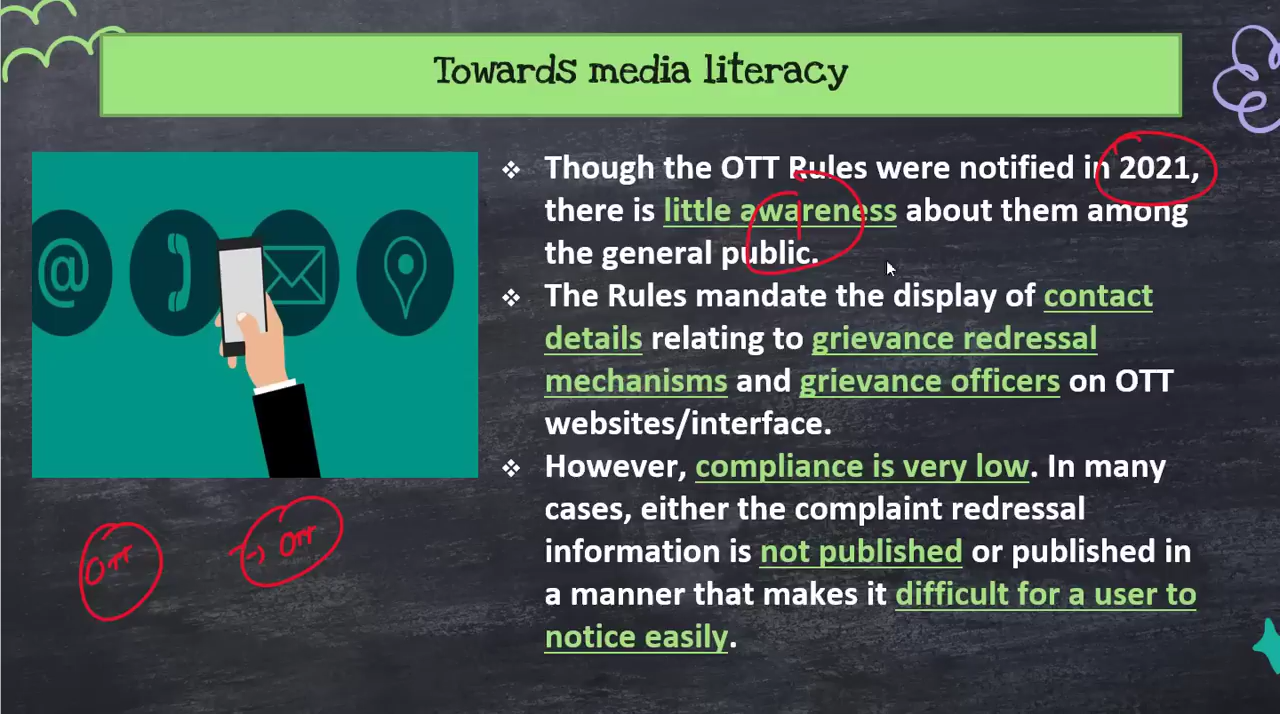 Towards media literacy
❖ Though the OTT Rules were notified in 2021,
there is little awareness about them among
the general public.
❖ The Rules mandate the display of contact
details relating to grievance redressal
mechanisms and grievance officers on OTT
websites/interface.
❖ However, compliance is very low. In many
cases, either the complaint redressal
information is not published or published in
a manner that makes it difficult for a user to
notice easily.
@
OTT
→ OTT